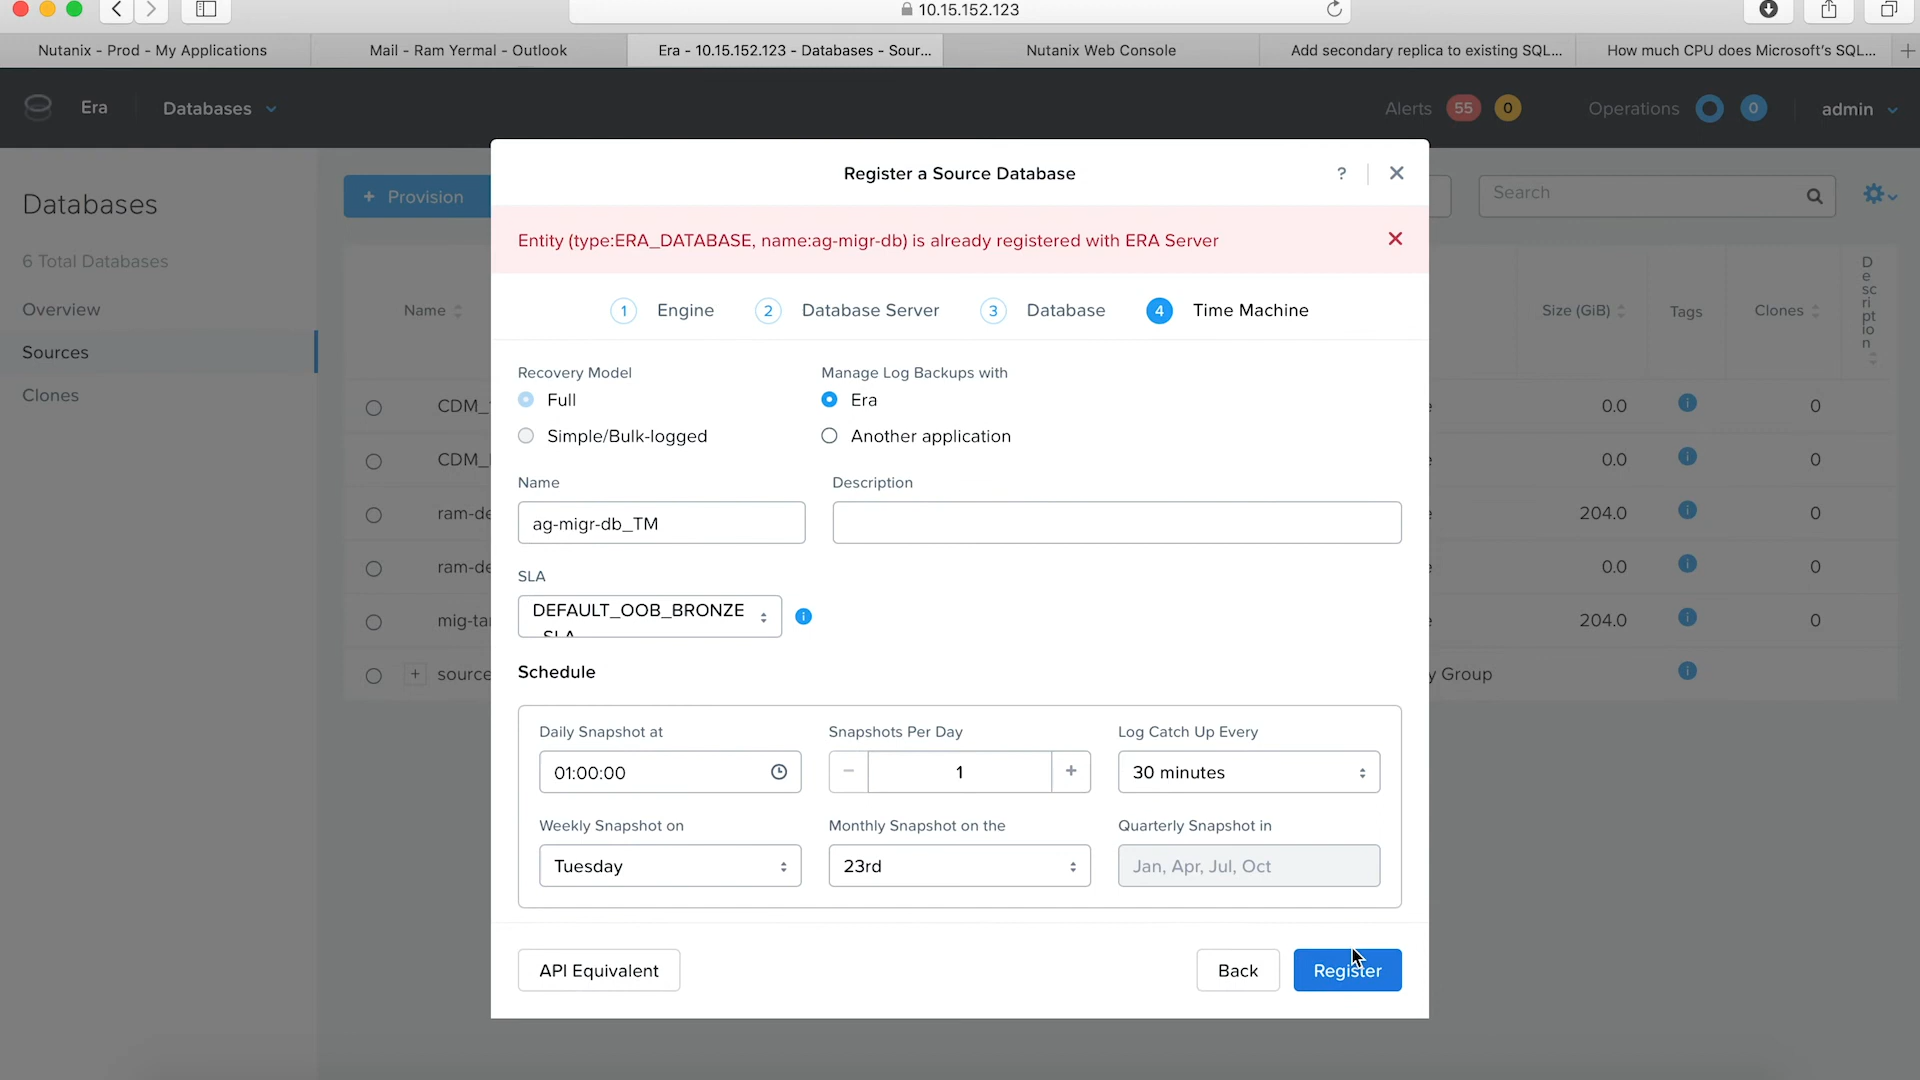 10.15.152.123
Nutanix - Prod - My Applications
Mail - Ram Yermal - Outlook
Era - 10.15.152.123 - Databases - Sour...
Nutanix Web Console
Add secondary replica to existing SQL...
How much CPU does Microsoft's SQL...
Era
Databases
Alerts 55 0
Operations 0
admin
Databases
6 Total Databases
Overview
Sources
Clones
+ Provision
Search
Name
Size (GiB)
Tags
Clones
Description
CDM_
0.0
0
CDM_
0.0
0
ram-de
204.0
0
ram-de
0.0
0
mig-tar
204.0
0
+ source
y Group
Register a Source Database
?
Entity (type:ERA_DATABASE, name:ag-migr-db) is already registered with ERA Server
1 Engine
2 Database Server
3 Database
4 Time Machine
Recovery Model
Full
Simple/Bulk-logged
Manage Log Backups with
Era
Another application
Name
ag-migr-db_TM
Description
SLA
DEFAULT_OOB_BRONZE
_SLA
Schedule
Daily Snapshot at
01:00:00
Snapshots Per Day
− 1 +
Log Catch Up Every
30 minutes
Weekly Snapshot on
Tuesday
Monthly Snapshot on the
23rd
Quarterly Snapshot in
Jan, Apr, Jul, Oct
API Equivalent
Back
Register